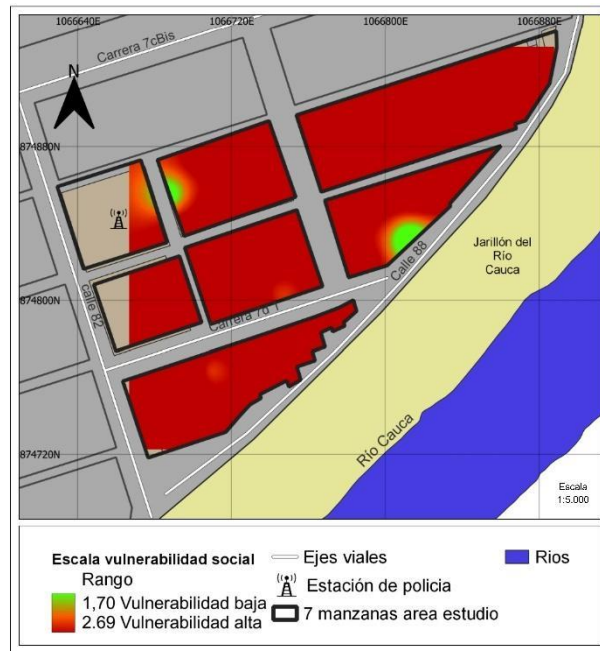 1066640E 1066720E 1066800E 1066880E
Carrera 7cBis
N
874880N
Jarillón del
Río
Cauca
Calle 88
calle 82
874800N
Carrera 7d 1
Río Cauca
874720N
Escala
1:5.000
Escala vulnerabilidad social
Rango
1,70 Vulnerabilidad baja
2.69 Vulnerabilidad alta
Ejes viales
Estación de policia
7 manzanas area estudio
Rios